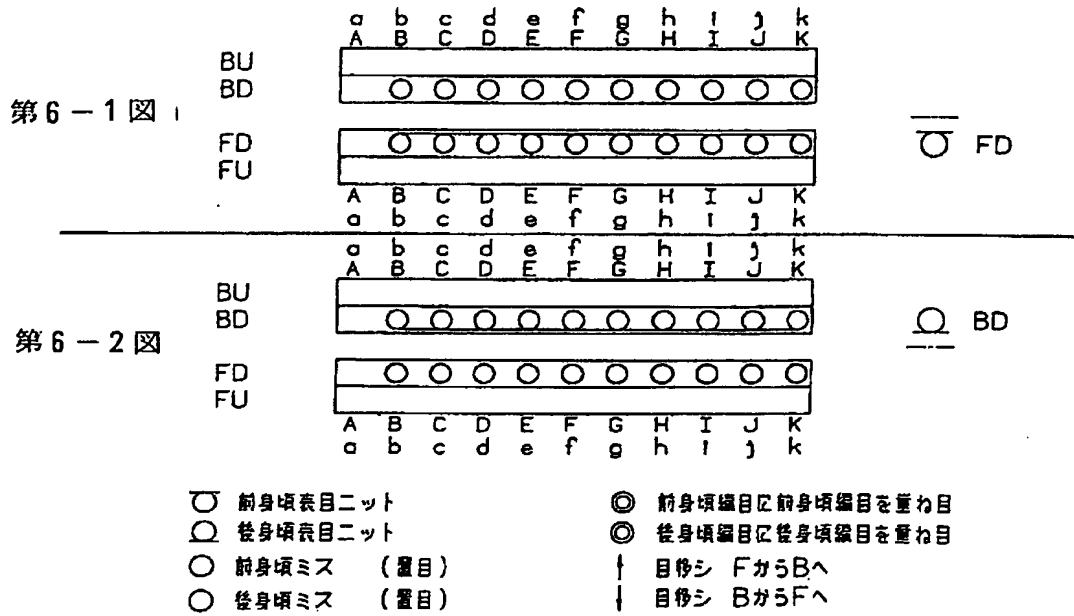 a b c d e f g h i j k
A B C D E F G H I J K
BU
BD
第6-1図
FD
FU
FD
A B C D E F G H I J K
a b c d e f g h i j k
a b c d e f g h i j k
A B C D E F G H I J K
BU
BD
BD
第6-2図
FD
FU
A B C D E F G H I J K
a b c d e f g h i j k
前身頃表目ニット
後身頃表目ニット
前身頃ミス (置目)
後身頃ミス (置目)
前身頃編目に前身頃編目を重ね目
後身頃編目に後身頃編目を重ね目
目移シ FからBへ
目移シ BからFへ